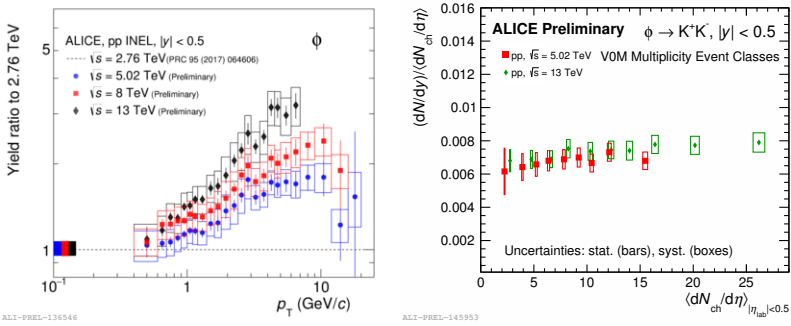 Yield ratio to 2.76 TeV
5
1
ALICE, pp INEL, |y| < 0.5
ϕ
√s = 2.76 TeV (PRC 95 (2017) 064606)
√s = 5.02 TeV (Preliminary)
√s = 8 TeV (Preliminary)
√s = 13 TeV (Preliminary)
10⁻¹ 1 10
p_T (GeV/c)
ALI-PREL-136546
⟨dN/dy⟩/⟨dN_ch/dη⟩
0.016
0.014
0.012
0.01
0.008
0.006
0.004
0.002
ALICE Preliminary
ϕ → K⁺K⁻, |y| < 0.5
pp, √s = 5.02 TeV V0M Multiplicity Event Classes
pp, √s = 13 TeV
Uncertainties: stat. (bars), syst. (boxes)
0 5 10 15 20 25
⟨dN_ch/dη⟩_|η_lab|<0.5
ALI-PREL-145953